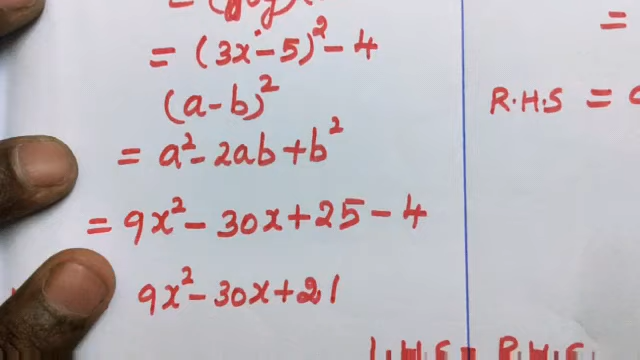 = (3x-5)² - 4
(a-b)²
= a² - 2ab + b²
= 9x² - 30x + 25 - 4
9x² - 30x + 21
=
R.H.S =
L.H.S = R.H.S